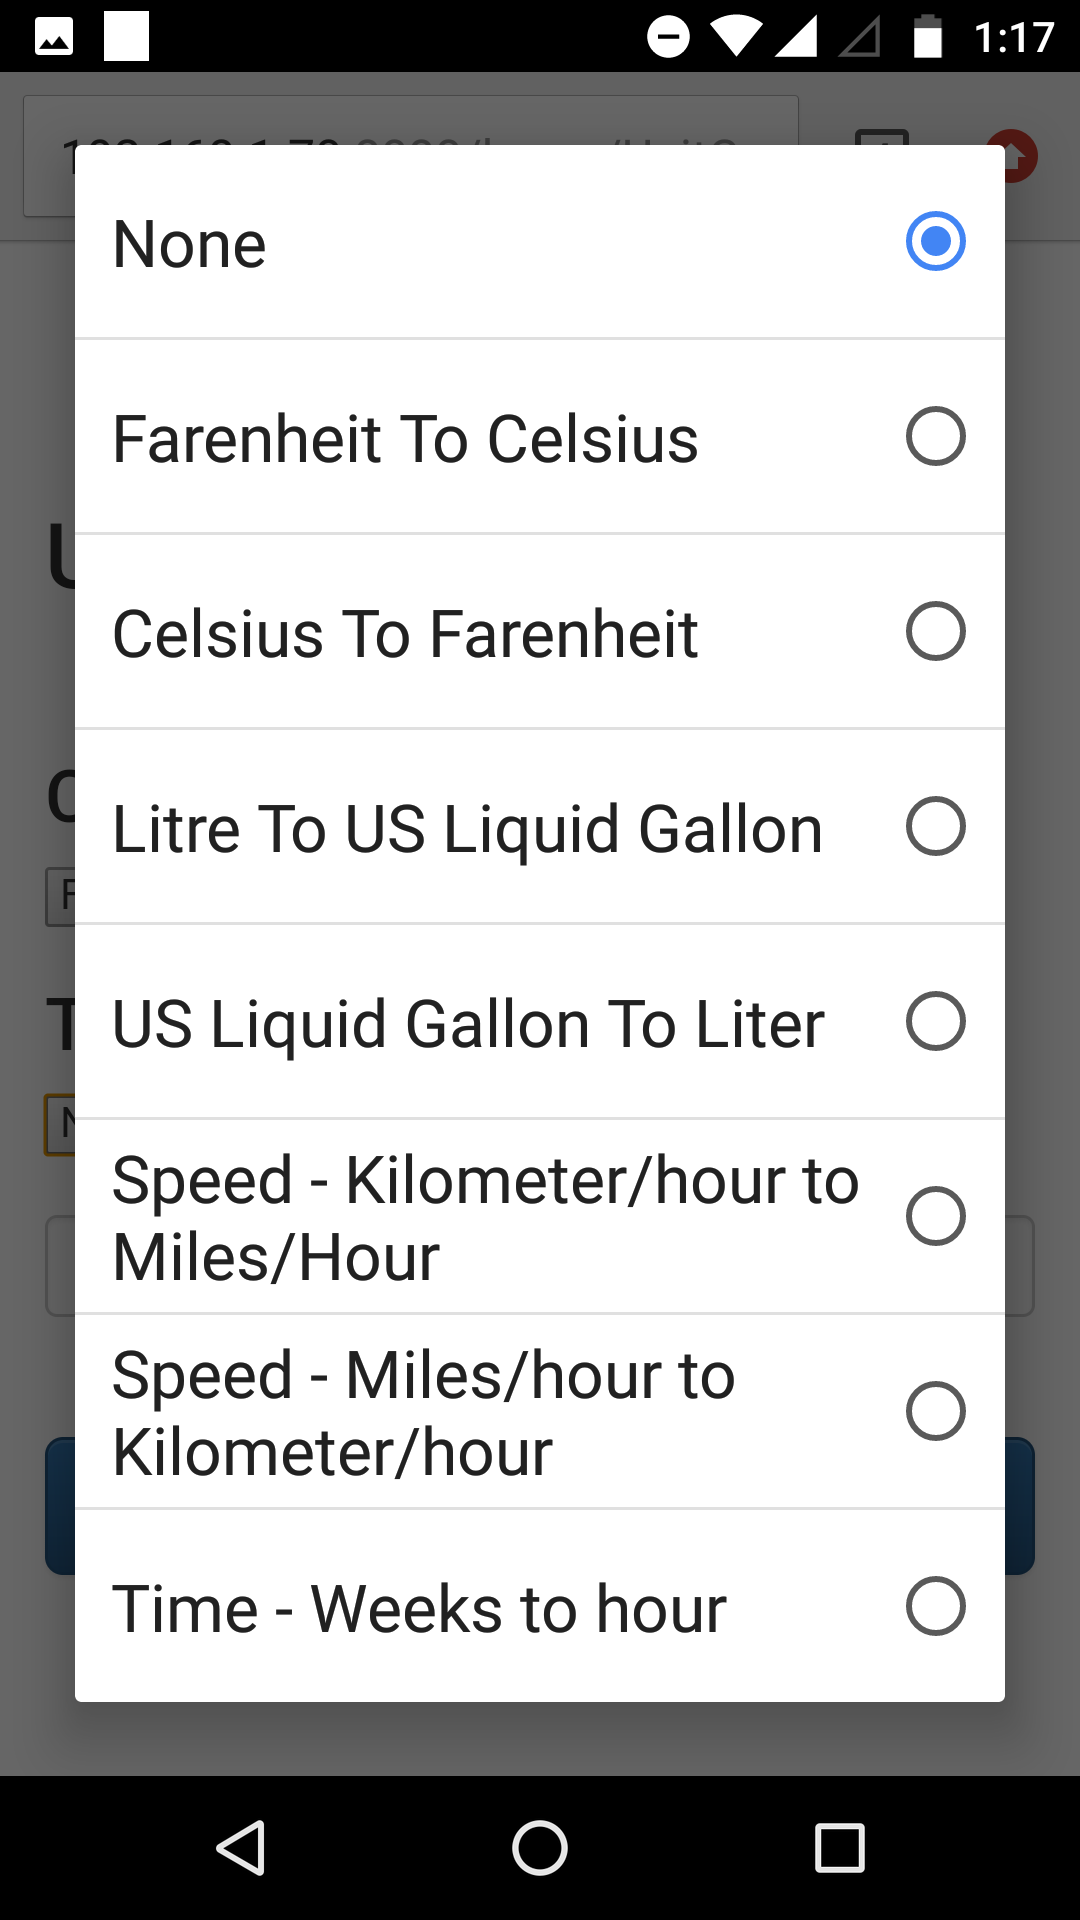 1:17
None
Farenheit To Celsius
Celsius To Farenheit
Litre To US Liquid Gallon
US Liquid Gallon To Liter
Speed - Kilometer/hour to
Miles/Hour
Speed - Miles/hour to
Kilometer/hour
Time - Weeks to hour